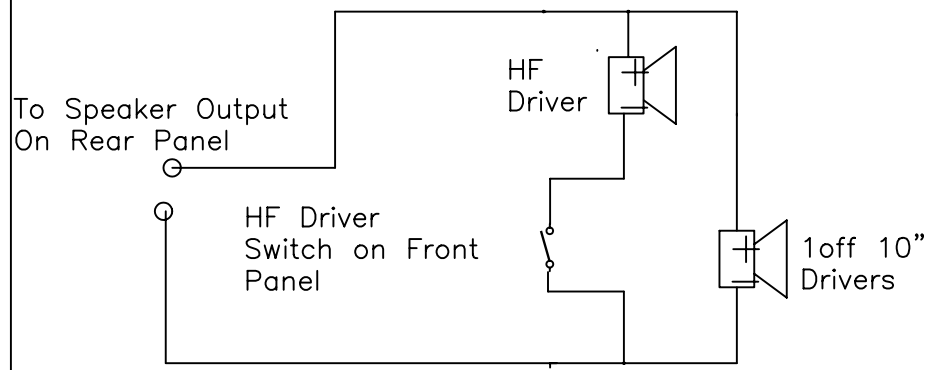 HF
Driver
To Speaker Output
On Rear Panel
HF Driver
Switch on Front
Panel
1off 10”
Drivers